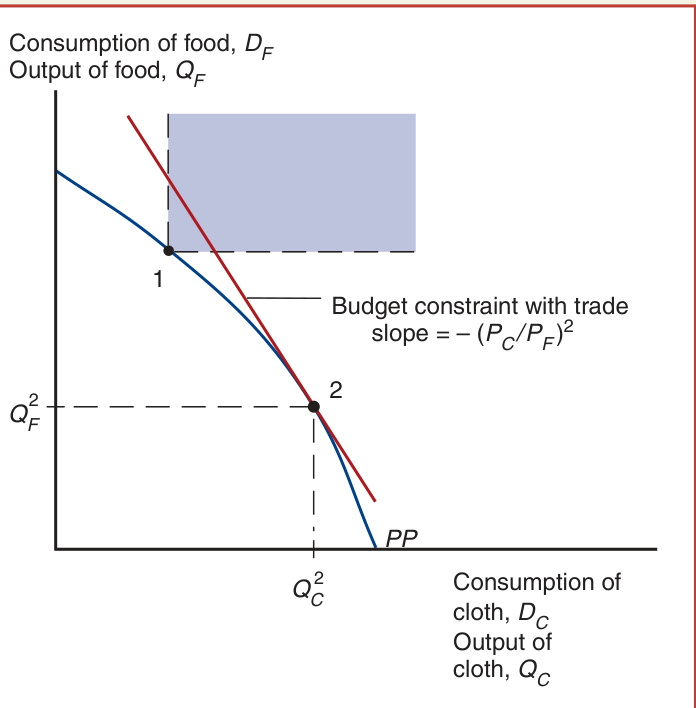 Consumption of food, D_F
Output of food, Q_F
1
Budget constraint with trade
slope = – (P_C/P_F)^2
2
Q_F^2
PP
Q_C^2
Consumption of
cloth, D_C
Output of
cloth, Q_C